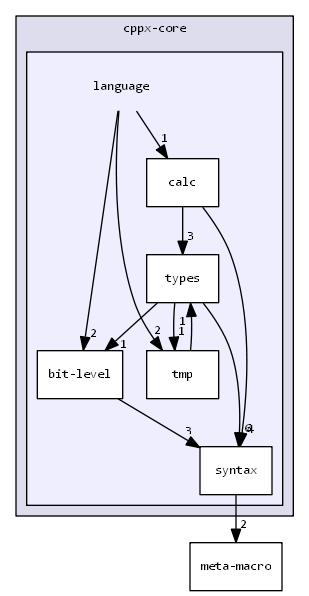 cppx-core
language
1
calc
3
types
2
1
2
1
1
bit-level
tmp
3
4
syntax
2
meta-macro